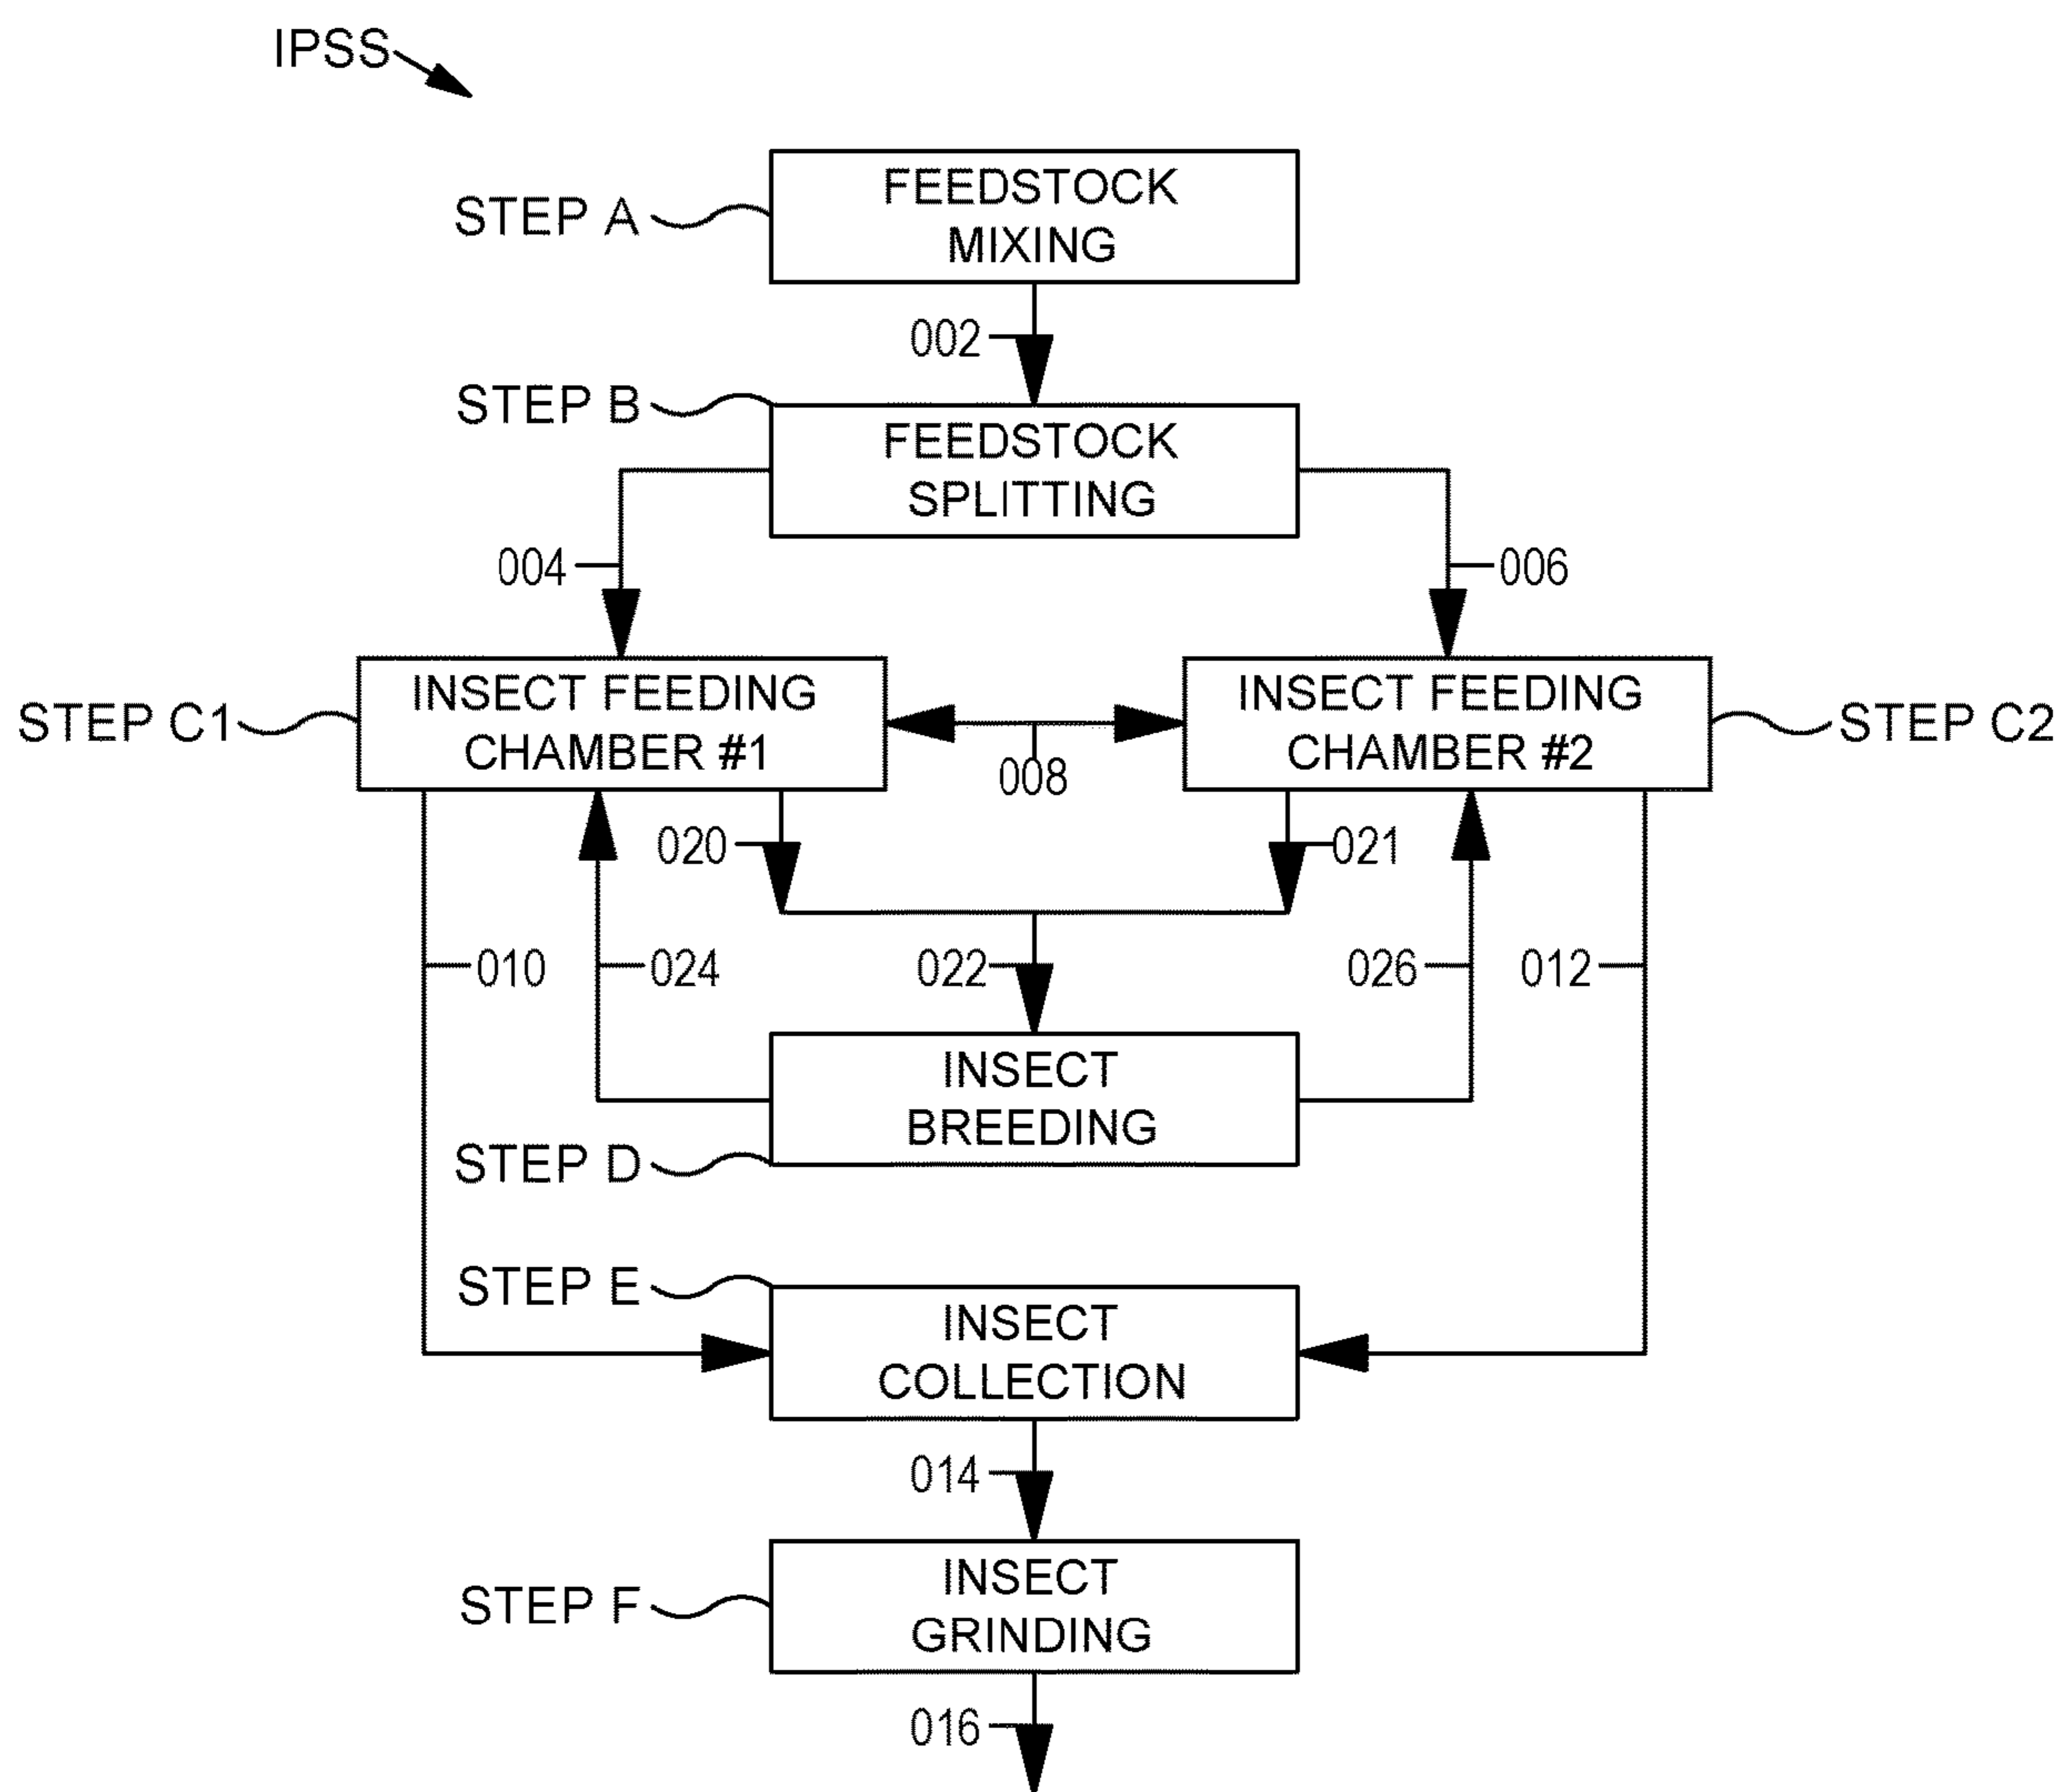 IPSS
STEP A
FEEDSTOCK
MIXING
002
STEP B
FEEDSTOCK
SPLITTING
004
006
STEP C1
INSECT FEEDING
CHAMBER #1
008
INSECT FEEDING
CHAMBER #2
STEP C2
020
021
010
024
022
026
012
INSECT
BREEDING
STEP D
STEP E
INSECT
COLLECTION
014
STEP F
INSECT
GRINDING
016